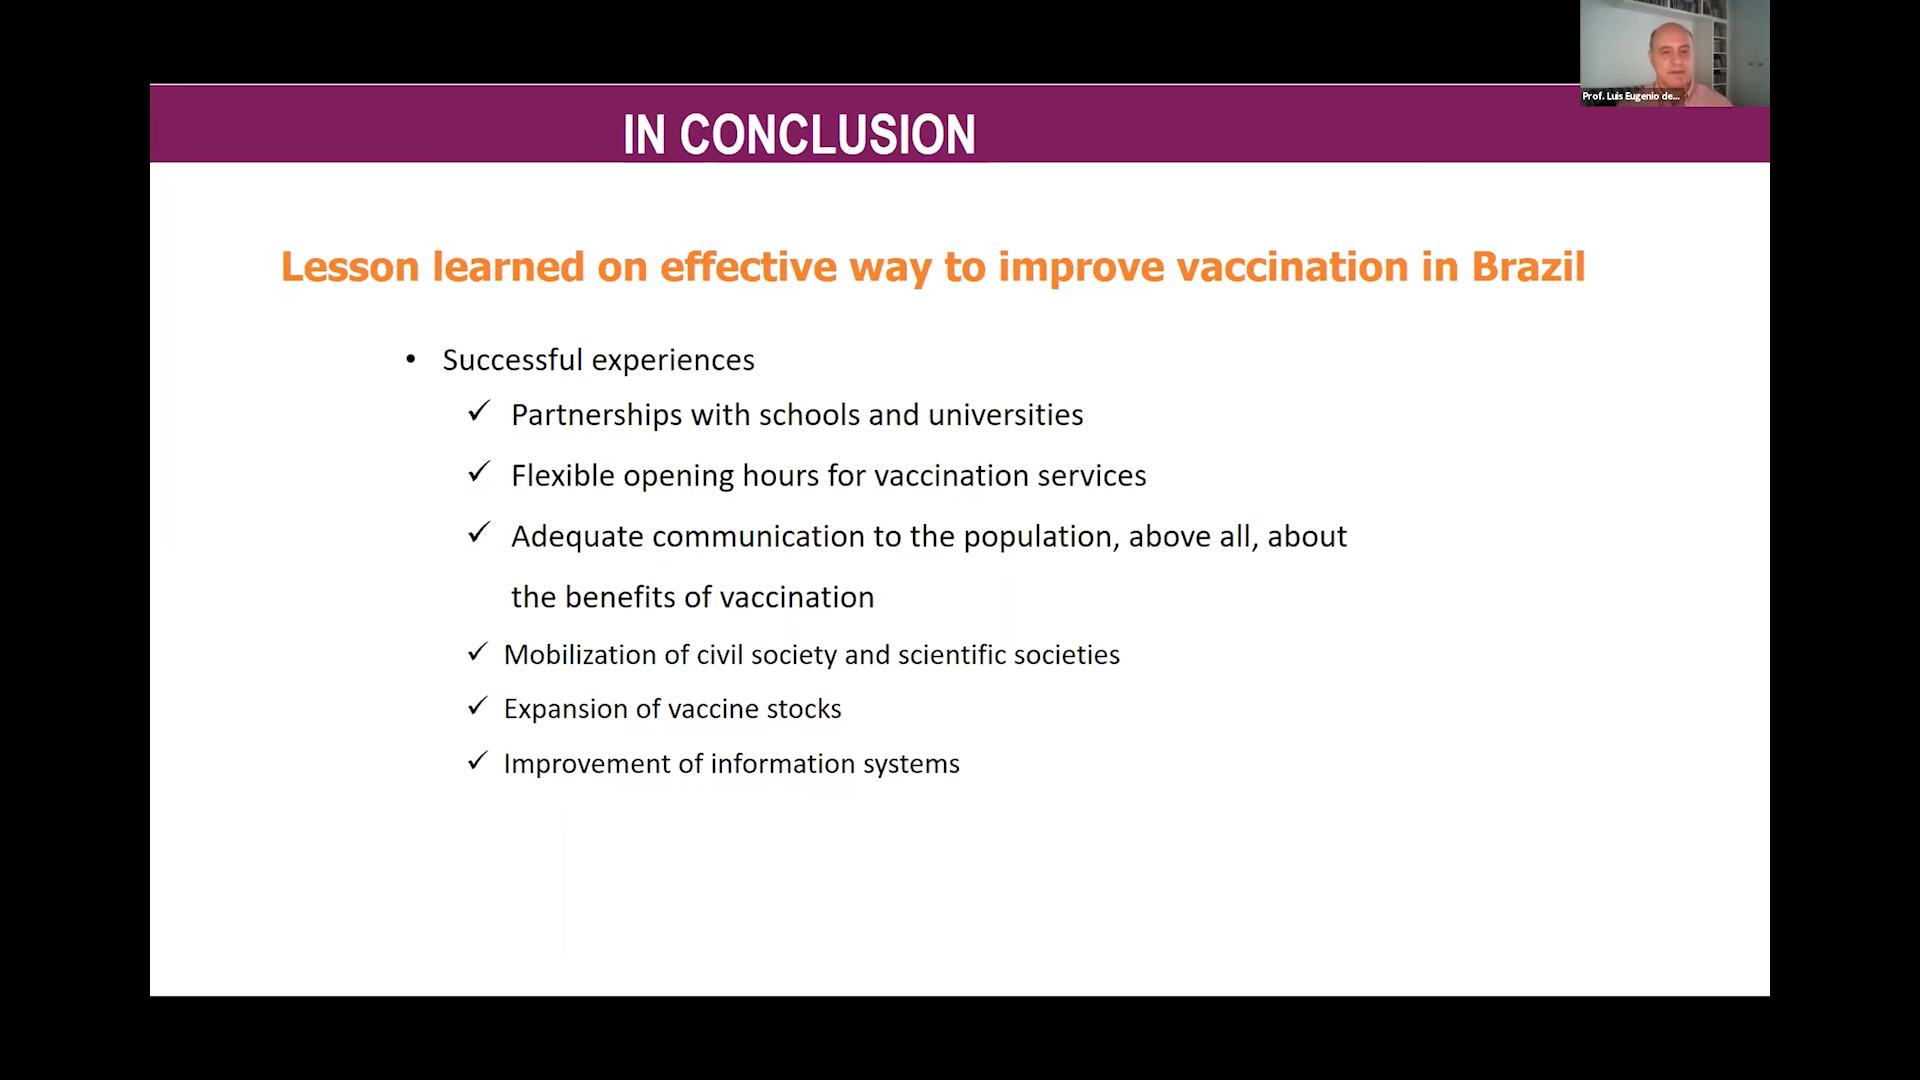 Prof. Luis Eugenio de...
IN CONCLUSION
Lesson learned on effective way to improve vaccination in Brazil
• Successful experiences
✓ Partnerships with schools and universities
✓ Flexible opening hours for vaccination services
✓ Adequate communication to the population, above all, about
the benefits of vaccination
✓ Mobilization of civil society and scientific societies
✓ Expansion of vaccine stocks
✓ Improvement of information systems